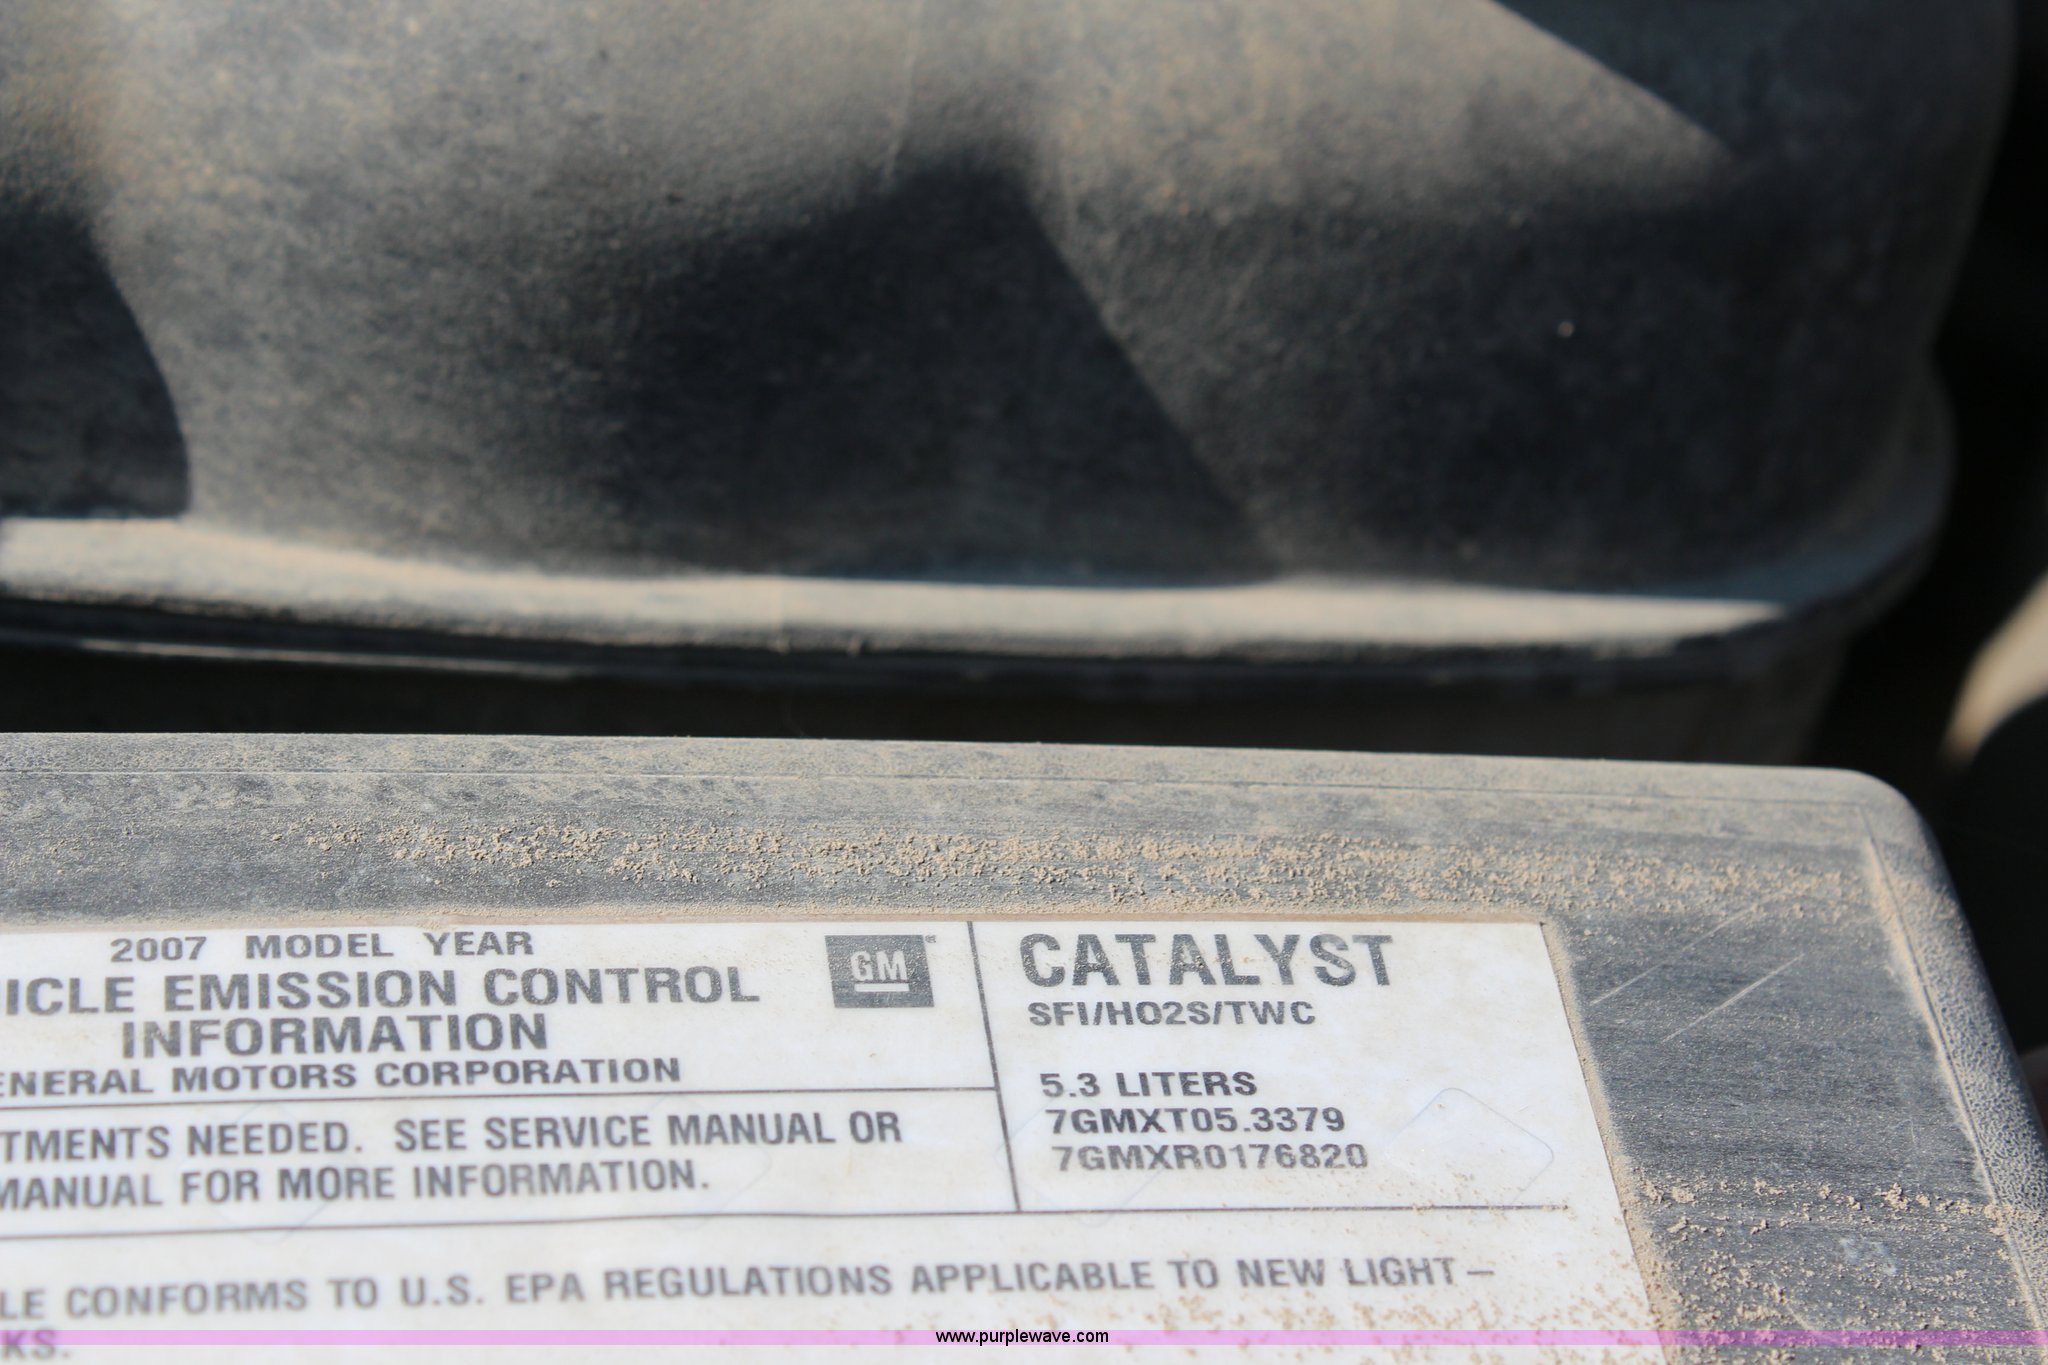 2007 MODEL YEAR
ICLE EMISSION CONTROL
INFORMATION
ENERAL MOTORS CORPORATION
GM
CATALYST
SFI/HO2S/TWC
5.3 LITERS
7GMXT05.3379
7GMXR0176820
TMENTS NEEDED. SEE SERVICE MANUAL OR
MANUAL FOR MORE INFORMATION.
LE CONFORMS TO U.S. EPA REGULATIONS APPLICABLE TO NEW LIGHT–
KS.
www.purplewave.com